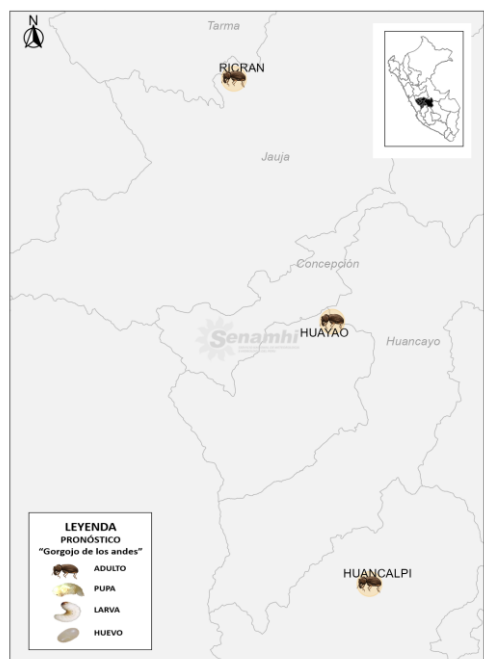 N
Tarma
RICRAN
Jauja
Concepción
Senamhi
HUAYAO
Huancayo
HUANCALPI
LEYENDA
PRONÓSTICO
“Gorgojo de los andes”
ADULTO
PUPA
LARVA
HUEVO